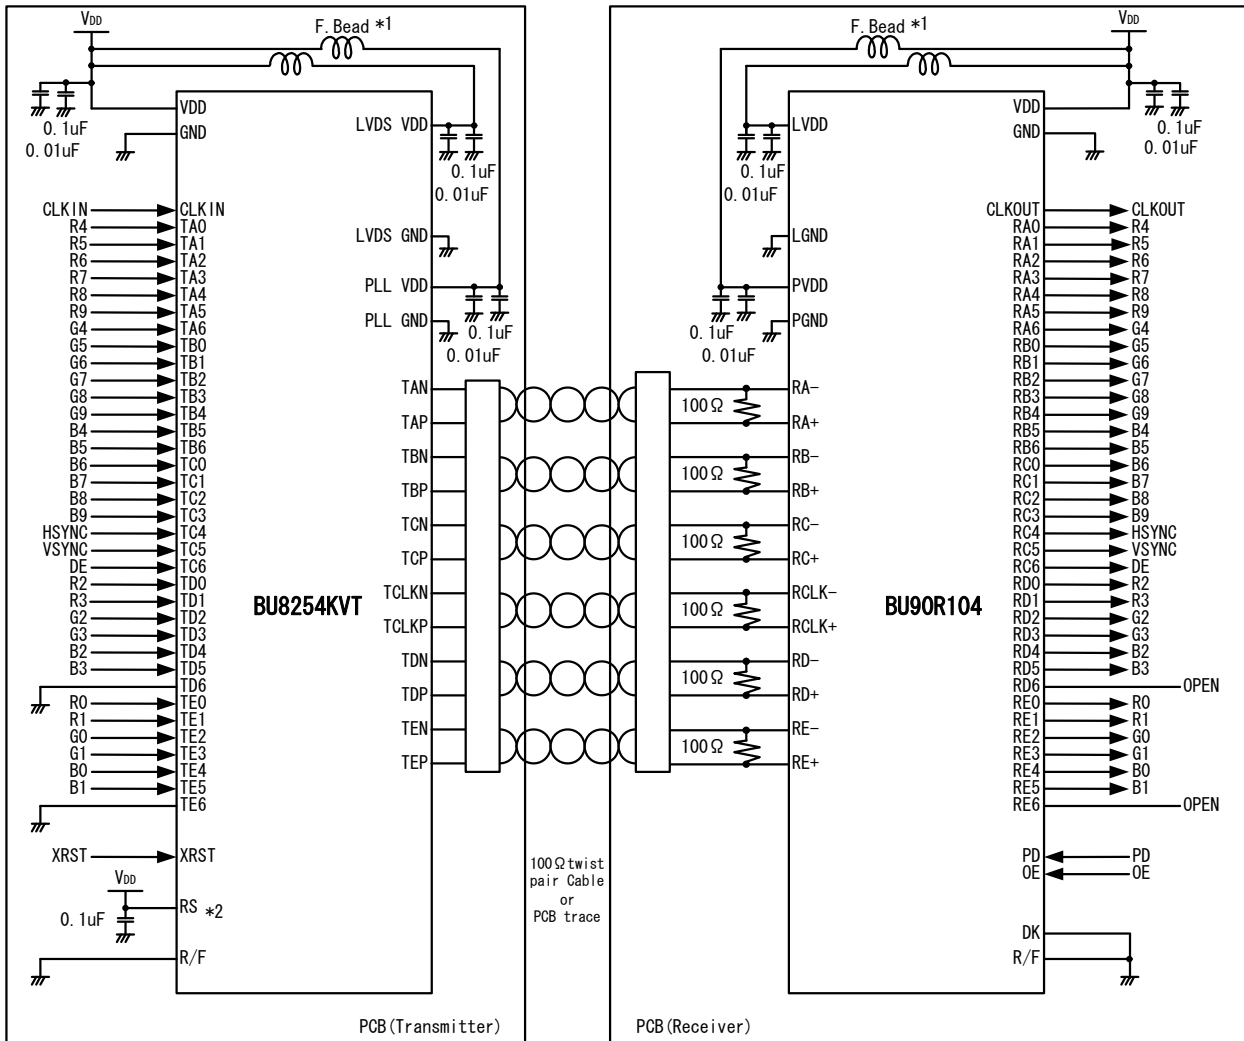 VDD
F.Bead *1
0.1uF
0.01uF
VDD
GND
LVDS VDD
0.1uF
0.01uF
LVDS GND
PLL VDD
PLL GND
0.1uF
0.01uF
CLKIN CLKIN
R4 TA0
R5 TA1
R6 TA2
R7 TA3
R8 TA4
R9 TA5
G4 TA6
G5 TB0
G6 TB1
G7 TB2
G8 TB3
G9 TB4
B4 TB5
B5 TB6
B6 TC0
B7 TC1
B8 TC2
B9 TC3
HSYNC TC4
VSYNC TC5
DE TC6
R2 TD0
R3 TD1
G2 TD2
G3 TD3
B2 TD4
B3 TD5
TD6
R0 TE0
R1 TE1
G0 TE2
G1 TE3
B0 TE4
B1 TE5
TE6
XRST XRST
VDD
0.1uF
RS *2
R/F
BU8254KVT
TAN
TAP
TBN
TBP
TCN
TCP
TCLKN
TCLKP
TDN
TDP
TEN
TEP
PCB(Transmitter)
100Ωtwist
pair Cable
or
PCB trace
F.Bead *1
VDD
0.1uF
0.01uF
VDD
GND
LVDD
0.1uF
0.01uF
LGND
PVDD
PGND
0.1uF
0.01uF
100Ω
RA-
RA+
100Ω
RB-
RB+
100Ω
RC-
RC+
100Ω
RCLK-
RCLK+
100Ω
RD-
RD+
100Ω
RE-
RE+
BU90R104
CLKOUT CLKOUT
RA0 R4
RA1 R5
RA2 R6
RA3 R7
RA4 R8
RA5 R9
RA6 G4
RB0 G5
RB1 G6
RB2 G7
RB3 G8
RB4 G9
RB5 B4
RB6 B5
RC0 B6
RC1 B7
RC2 B8
RC3 B9
RC4 HSYNC
RC5 VSYNC
RC6 DE
RD0 R2
RD1 R3
RD2 G2
RD3 G3
RD4 B2
RD5 B3
RD6 OPEN
RE0 R0
RE1 R1
RE2 G0
RE3 G1
RE4 B0
RE5 B1
RE6 OPEN
PD PD
OE OE
DK
R/F
PCB(Receiver)